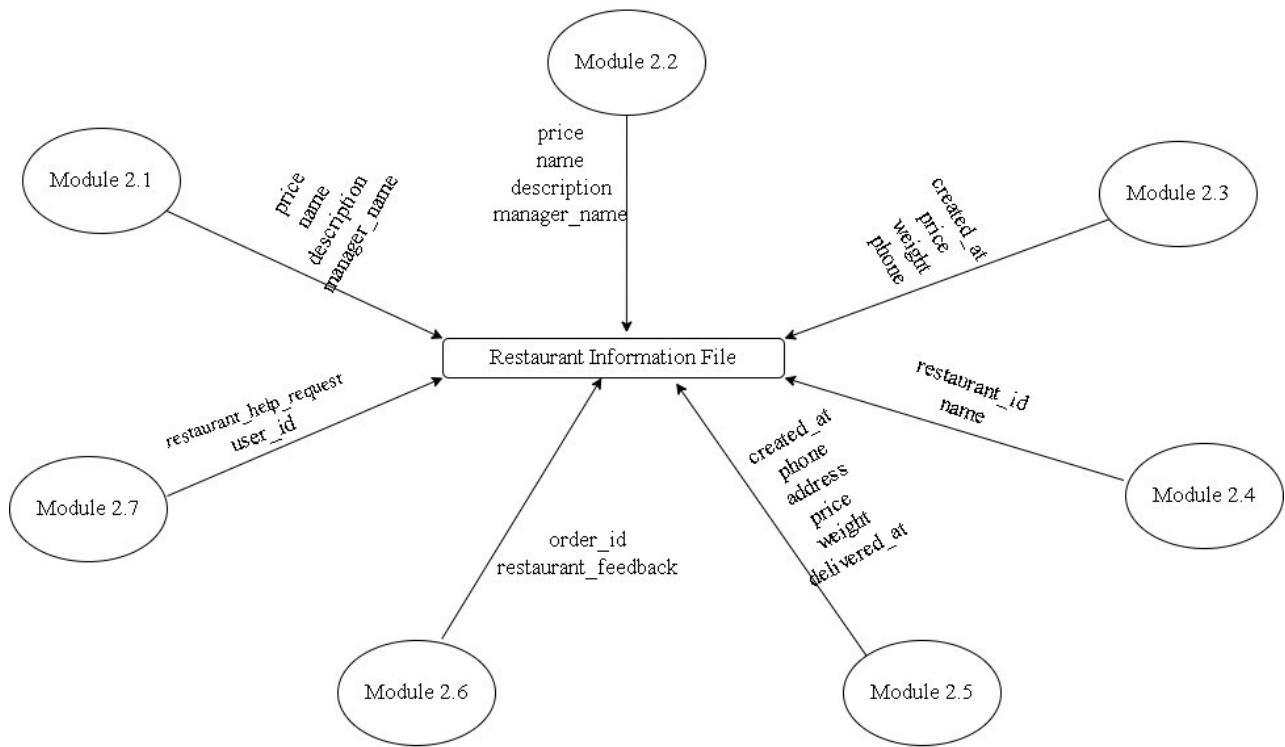 Module 2.2
price
name
description
manager_name
Module 2.1
price
name
description
manager_name
Module 2.3
created_at
price
weight
phone
Restaurant Information File
restaurant_help_request
user_id
Module 2.7
restaurant_id
name
Module 2.4
order_id
restaurant_feedback
Module 2.6
created_at
phone
address
price
weight
delivered_at
Module 2.5